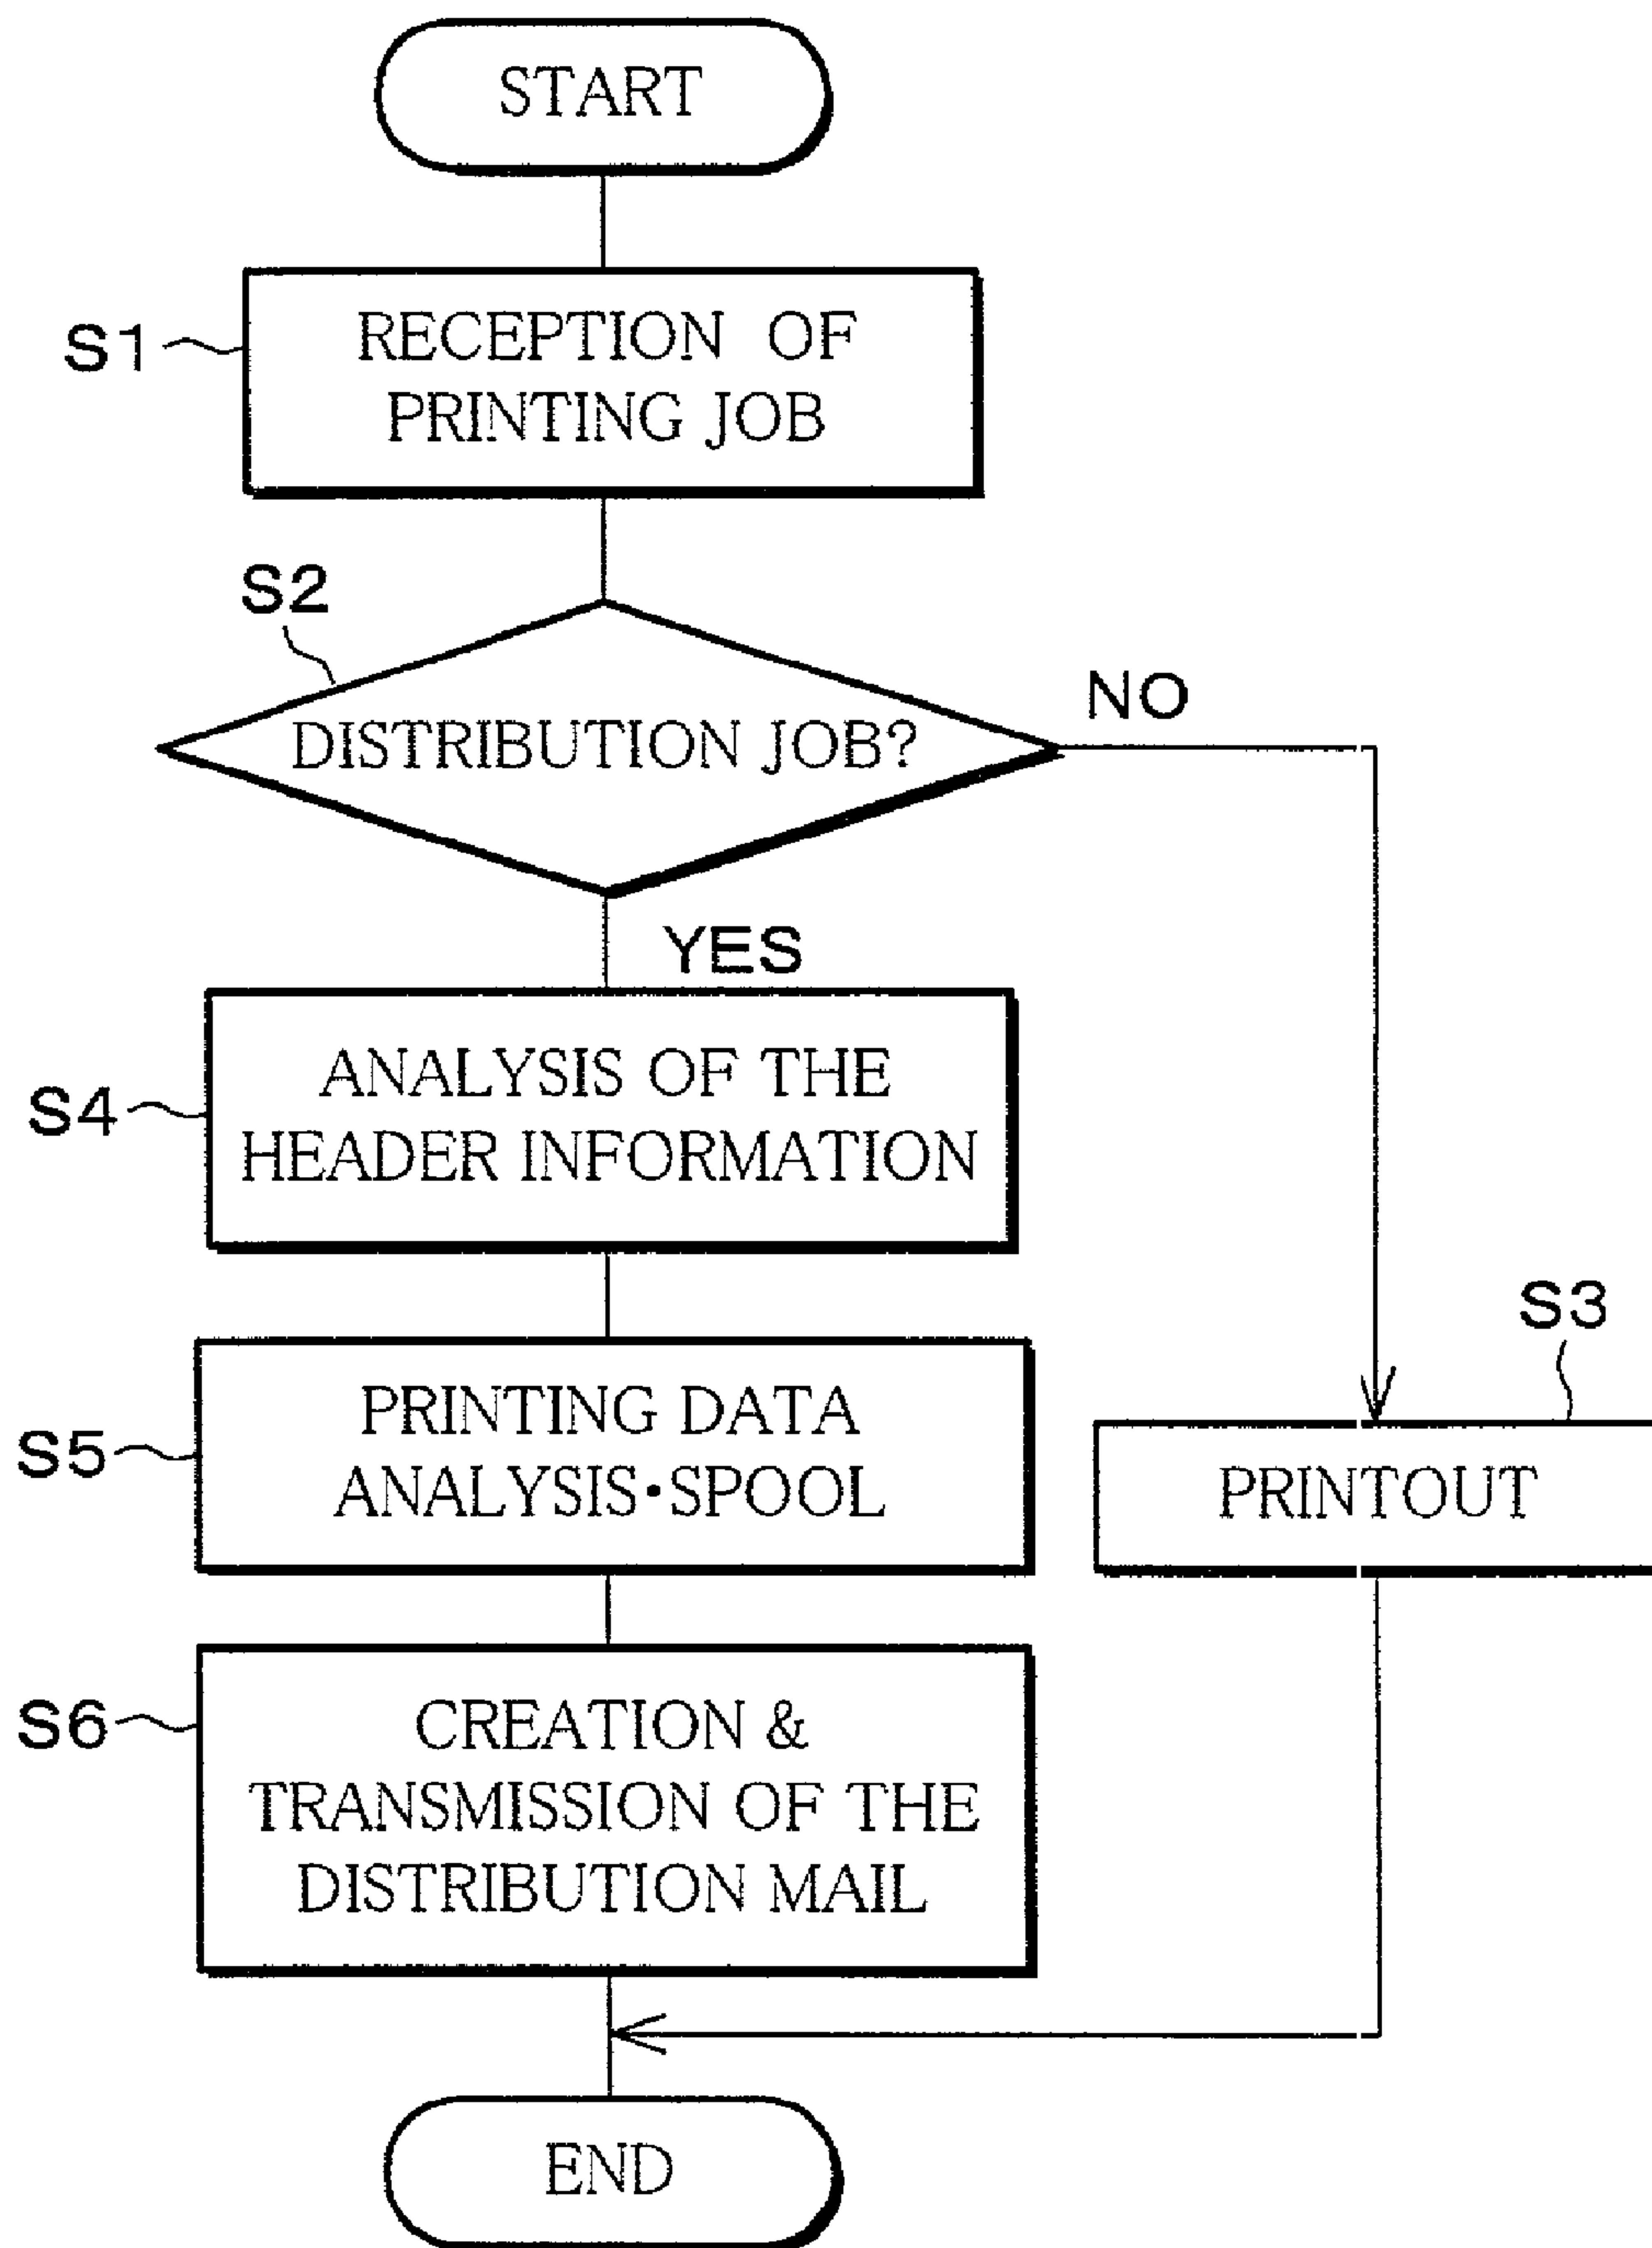 START
S1
RECEPTION OF
PRINTING JOB
S2
DISTRIBUTION JOB?
NO
YES
S4
ANALYSIS OF THE
HEADER INFORMATION
S3
PRINTOUT
S5
PRINTING DATA
ANALYSIS・SPOOL
S6
CREATION &
TRANSMISSION OF THE
DISTRIBUTION MAIL
END